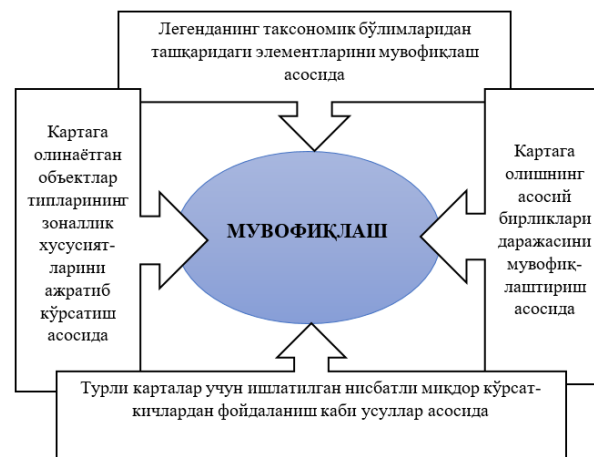 Легенданинг таксономик бўлимларидан
ташқаридаги элементларини мувофиқлаш
асосида
Картага
олинаётган
объектлар
типларининг
зоналлик
хусусият-
ларини
ажратиб
кўрсатиш
асосида
МУВОФИҚЛАШ
Картага
олишнинг
асосий
бирликлари
даражасини
мувофиқ-
лаштириш
асосида
Турли карталар учун ишлатилган нисбатли миқдор кўрсат-
кичлардан фойдаланиш каби усуллар асосида